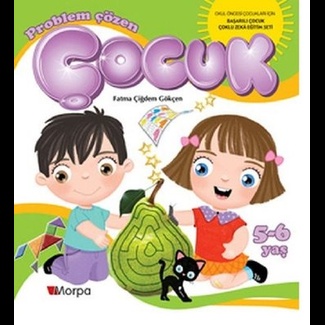 OKUL ÖNCESİ ÇOCUKLARI İÇİN
BAŞARILI ÇOCUK
ÇOKLU ZEKÂ EĞİTİM SETİ
Problem çözen
ÇOCUK
Fatma Çiğdem Gökçen
5-6
yaş
Morpa